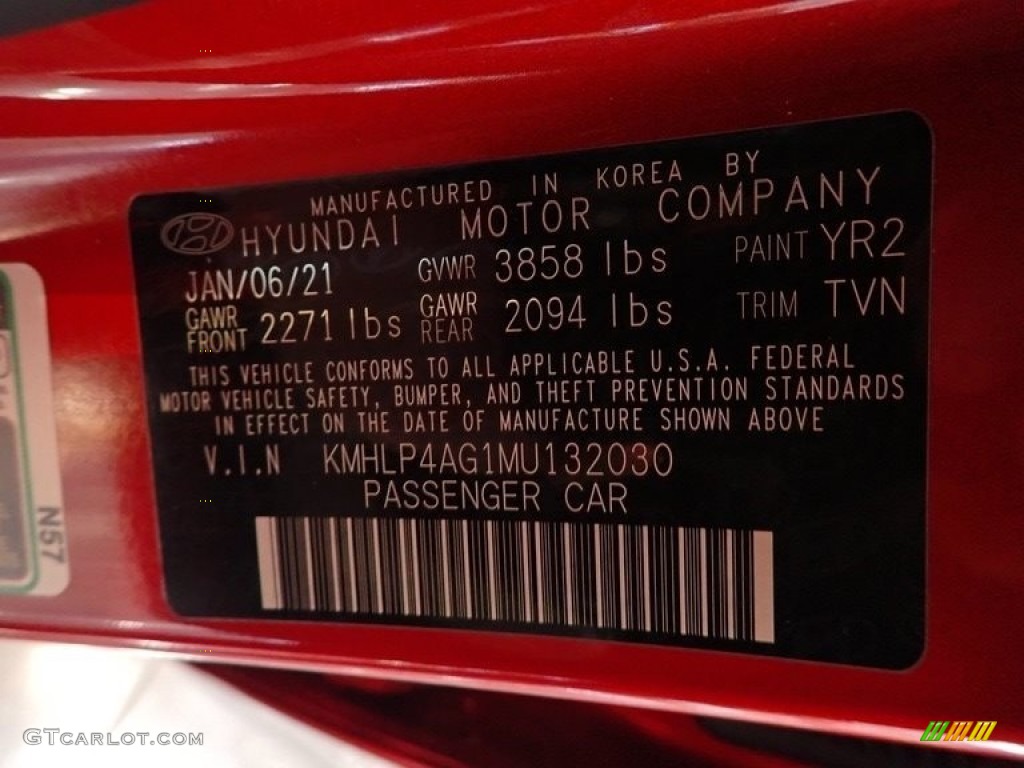 MANUFACTURED IN KOREA BY
HYUNDAI MOTOR COMPANY
JAN/06/21 GVWR 3858 lbs PAINT YR2
GAWR FRONT 2271 lbs GAWR REAR 2094 lbs TRIM TVN
THIS VEHICLE CONFORMS TO ALL APPLICABLE U.S.A. FEDERAL
MOTOR VEHICLE SAFETY, BUMPER, AND THEFT PREVENTION STANDARDS
IN EFFECT ON THE DATE OF MANUFACTURE SHOWN ABOVE
V.I.N KMHLP4AG1MU132030
PASSENGER CAR
N57
GTcarlot.com